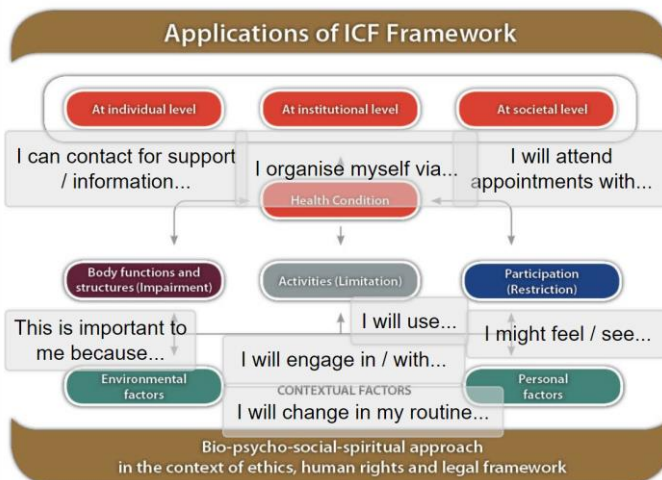 Applications of ICF Framework
At individual level
At institutional level
At societal level
I can contact for support
/ information...
I organise myself via...
I will attend
appointments with...
Health Condition
Body functions and
structures (Impairment)
Activities (Limitation)
Participation
(Restriction)
This is important to
me because...
I will use...
I might feel / see...
I will engage in / with...
Environmental
factors
CONTEXTUAL FACTORS
Personal
factors
I will change in my routine...
Bio-psycho-social-spiritual approach
in the context of ethics, human rights and legal framework